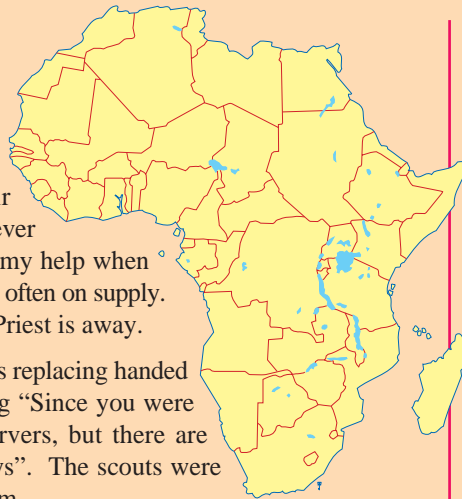 ir
ever
my help when
often on supply.
Priest is away.
s replacing handed
g “Since you were
rvers, but there are
ys”. The scouts were
m